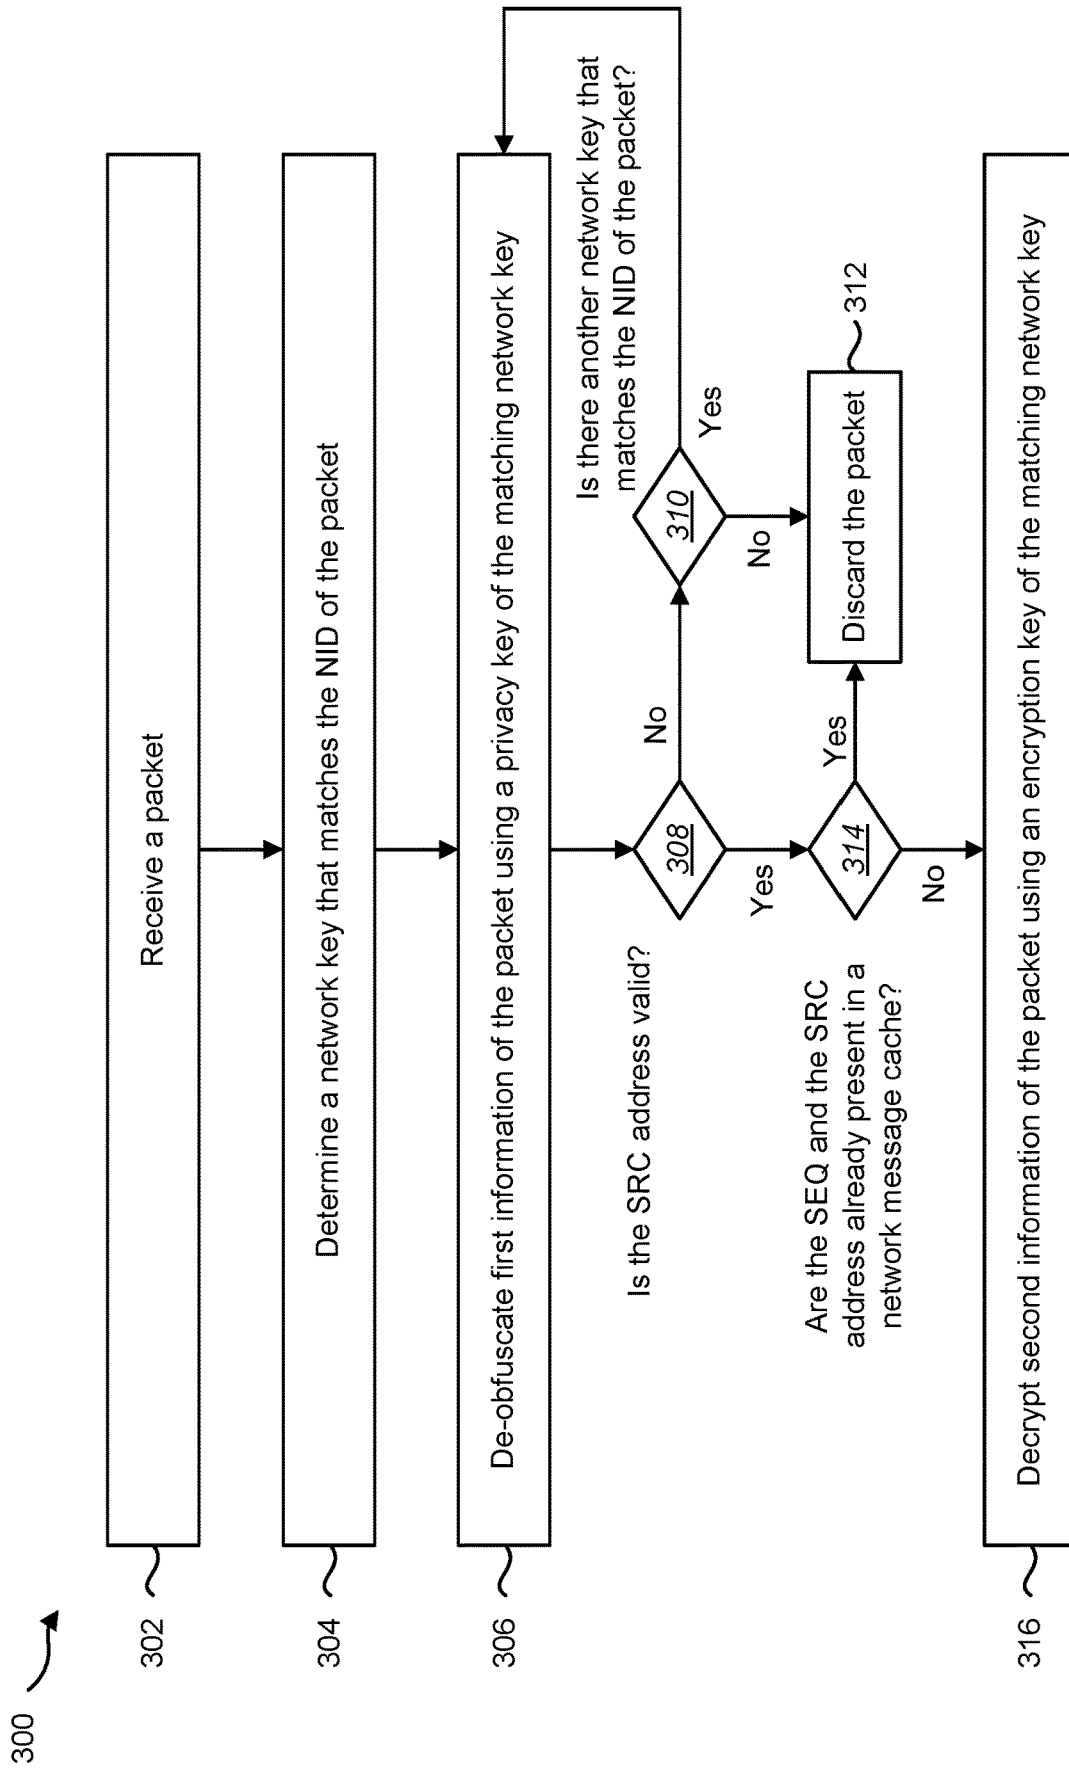 300
302
Receive a packet
304
Determine a network key that matches the NID of the packet
306
De-obfuscate first information of the packet using a privacy key of the matching network key
Is the SRC address valid?
308
No
Yes
310
Is there another network key that
matches the NID of the packet?
Yes
No
Are the SEQ and the SRC
address already present in a
network message cache?
314
Yes
No
Discard the packet
312
316
Decrypt second information of the packet using an encryption key of the matching network key